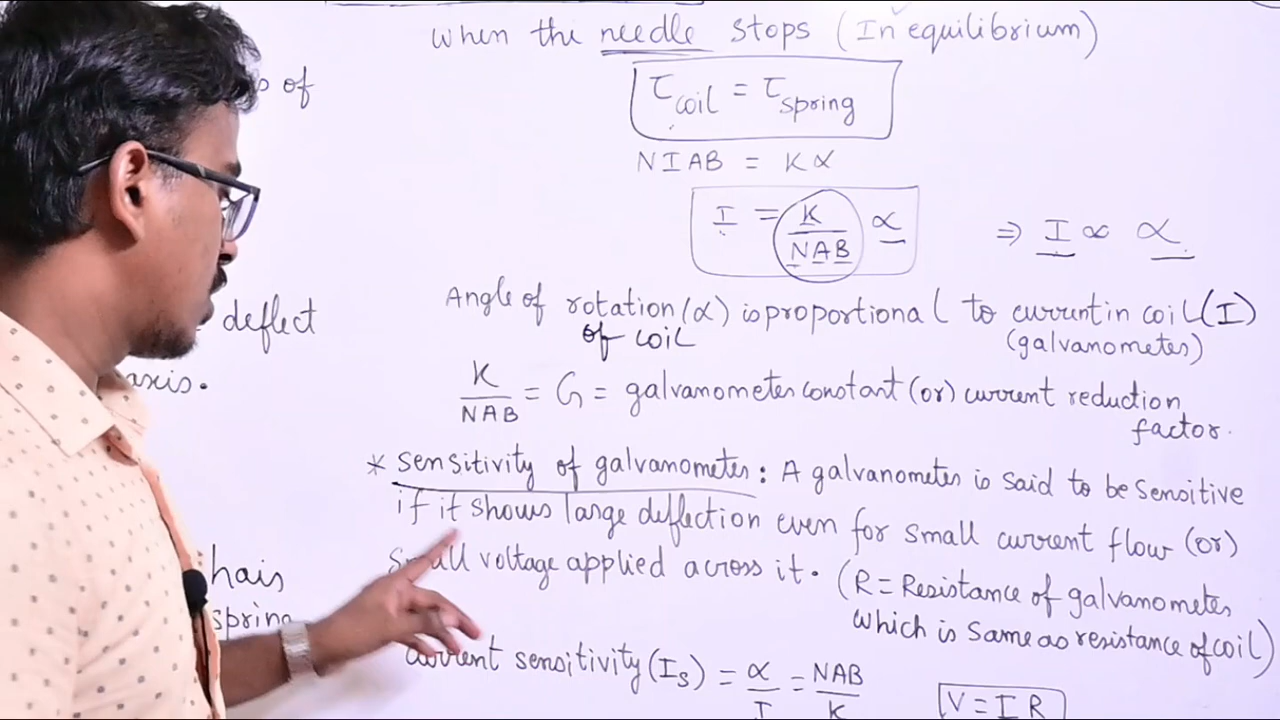 when the needle stops (In equilibrium)
τcoil = τspring
NIAB = Kα
I = K/NAB α ⇒ I ∝ α
Angle of rotation (α) is proportional to current in coil (I)
of coil (galvanometer)
K/NAB = G = galvanometer constant (or) current reduction
factor.
* Sensitivity of galvanometer : A galvanometer is said to be sensitive
if it shows large deflection even for small current flow (or)
small voltage applied across it. (R = Resistance of galvanometer
which is same as resistance of coil)
current sensitivity (Is) = α/I = NAB/K V = IR
of
deflect
axis.
hair
spring